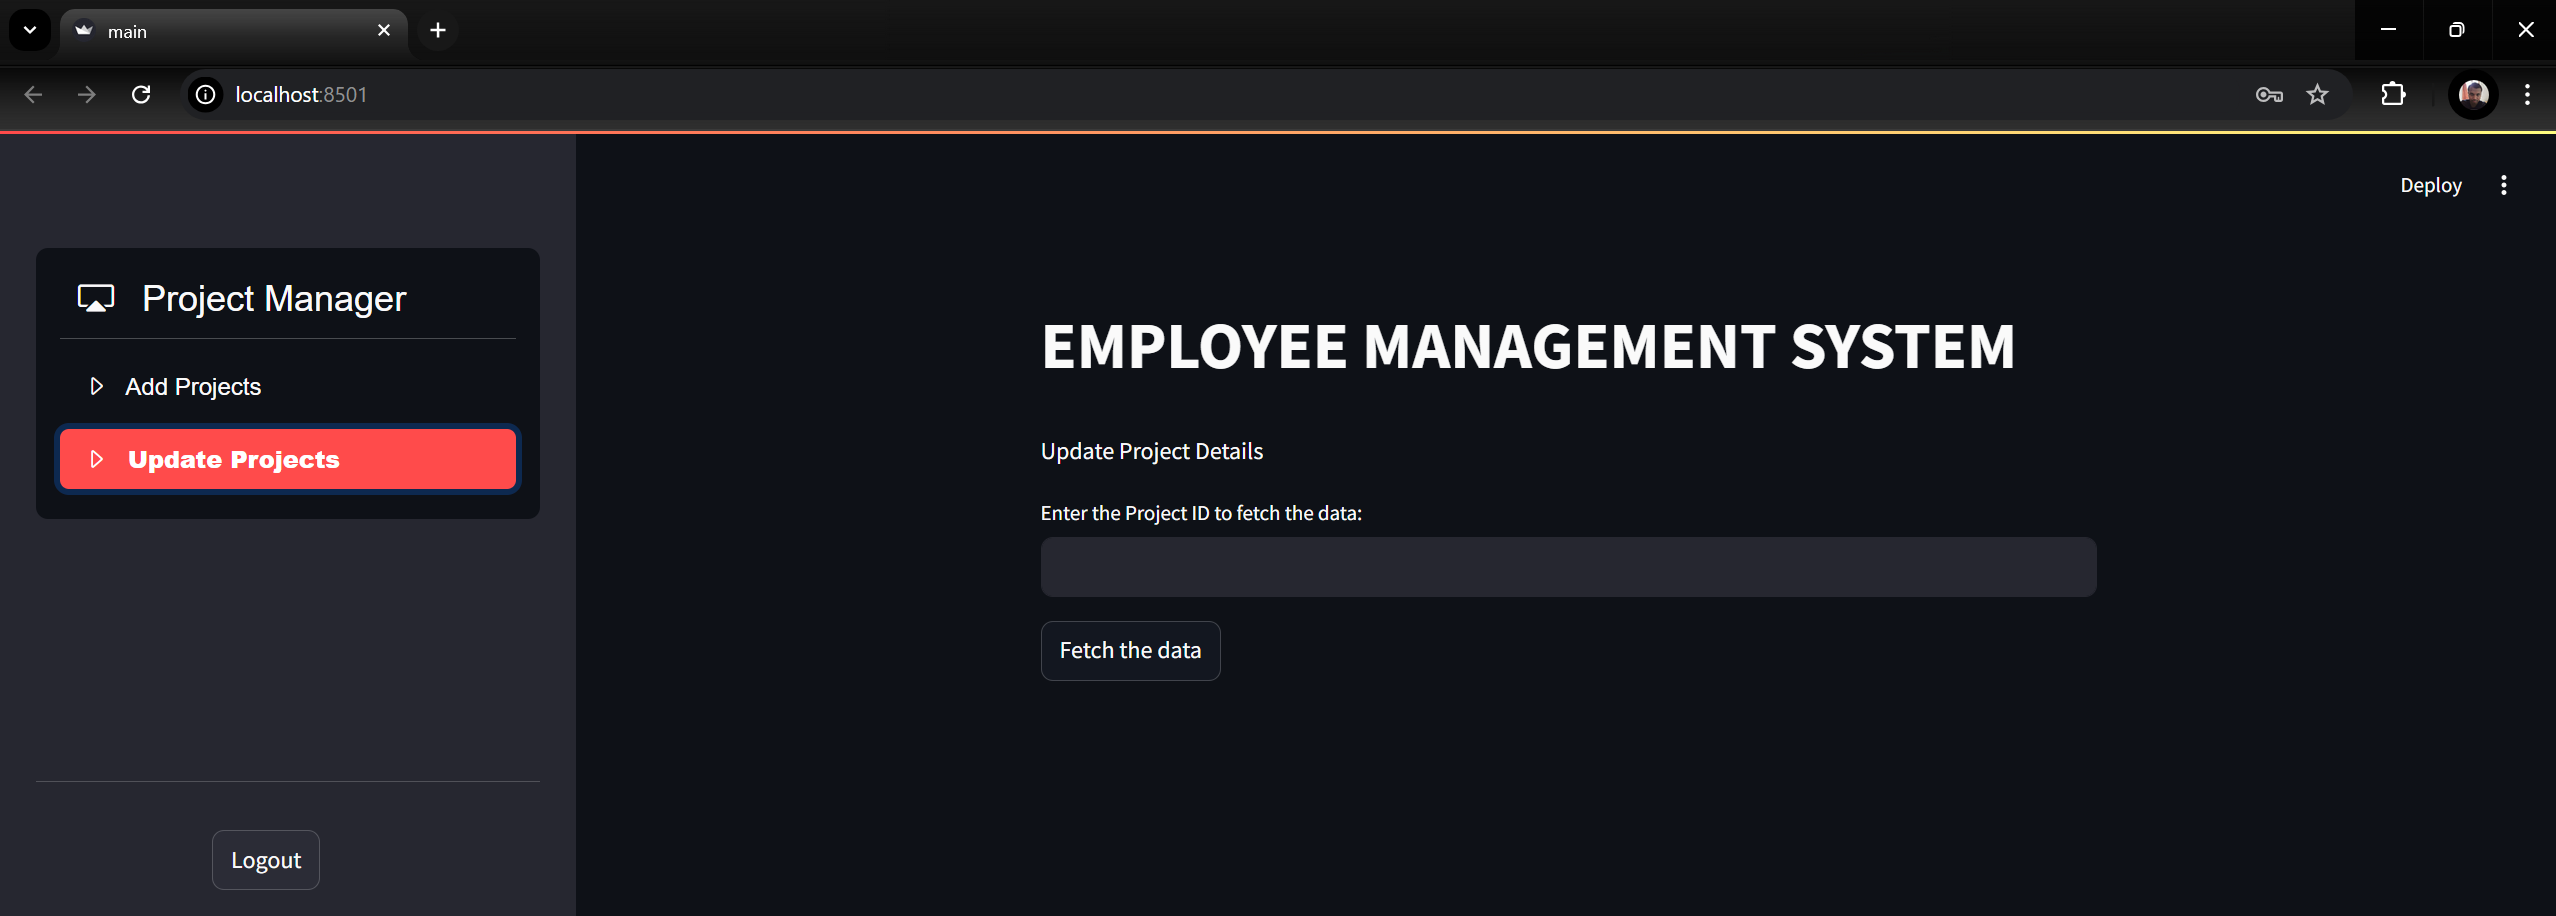 main
localhost:8501
Deploy
Project Manager
Add Projects
Update Projects
Logout
EMPLOYEE MANAGEMENT SYSTEM
Update Project Details
Enter the Project ID to fetch the data:
Fetch the data